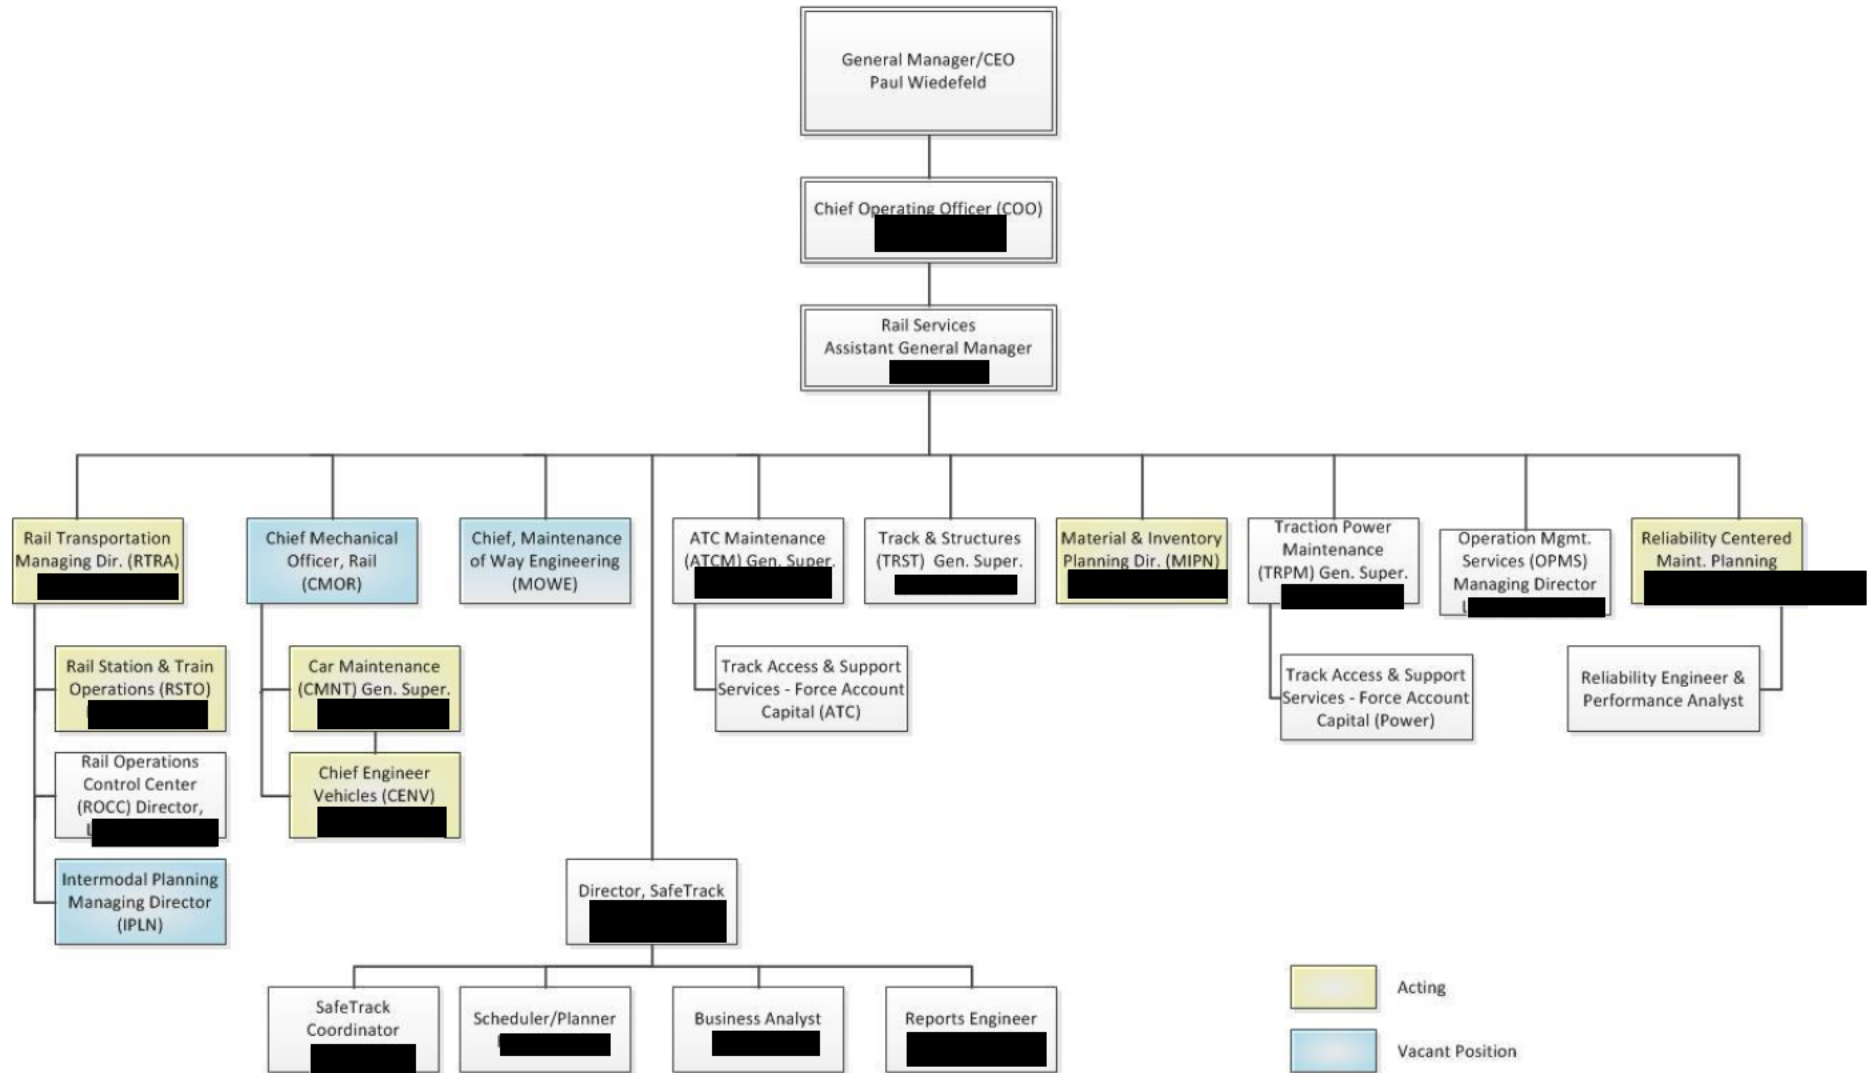 General Manager/CEO
Paul Wiedefeld
Chief Operating Officer (COO)
Rail Services
Assistant General Manager
Rail Transportation
Managing Dir. (RTRA)
Chief Mechanical
Officer, Rail
(CMOR)
Chief, Maintenance
of Way Engineering
(MOWE)
ATC Maintenance
(ATCM) Gen. Super.
Track & Structures
(TRST) Gen. Super.
Material & Inventory
Planning Dir. (MIPN)
Traction Power
Maintenance
(TRPM) Gen. Super.
Operation Mgmt.
Services (OPMS)
Managing Director
Reliability Centered
Maint. Planning
Rail Station & Train
Operations (RSTO)
Car Maintenance
(CMNT) Gen. Super.
Track Access & Support
Services - Force Account
Capital (ATC)
Track Access & Support
Services - Force Account
Capital (Power)
Reliability Engineer &
Performance Analyst
Rail Operations
Control Center
(ROCC) Director,
Chief Engineer
Vehicles (CENV)
Intermodal Planning
Managing Director
(IPLN)
Director, SafeTrack
SafeTrack
Coordinator
Scheduler/Planner
Business Analyst
Reports Engineer
Acting
Vacant Position